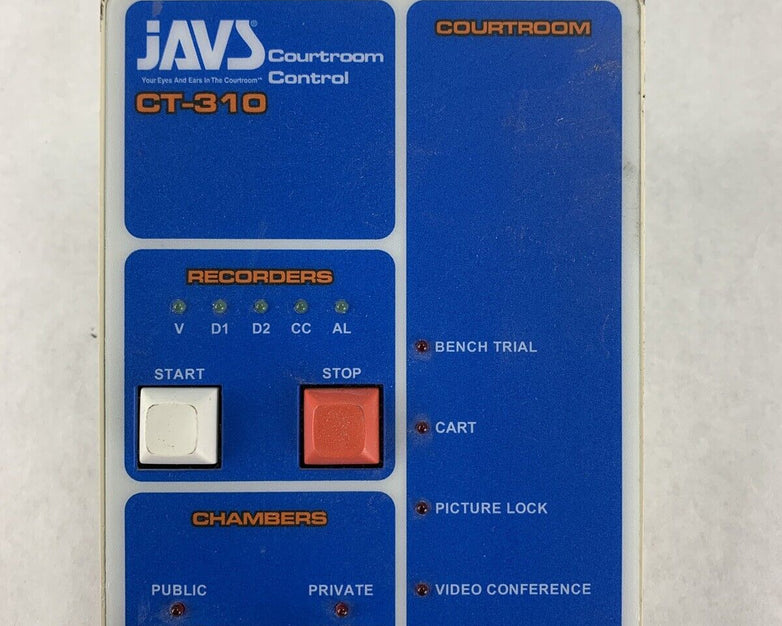 JAVS®
Courtroom
Control
Your Eyes And Ears In The Courtroom™
CT-310
RECORDERS
V D1 D2 CC AL
START STOP
CHAMBERS
PUBLIC PRIVATE
COURTROOM
BENCH TRIAL
CART
PICTURE LOCK
VIDEO CONFERENCE